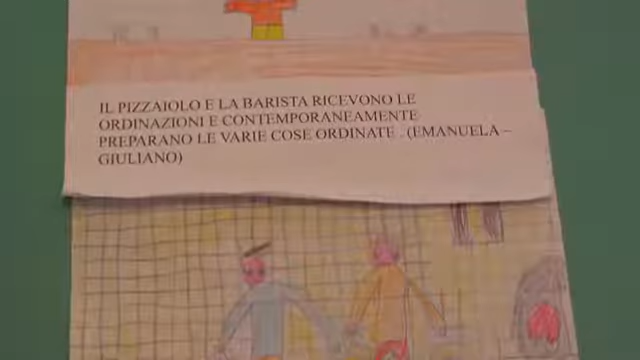 IL PIZZAIOLO E LA BARISTA RICEVONO LE
ORDINAZIONI E CONTEMPORANEAMENTE
PREPARANO LE VARIE COSE ORDINATE . (EMANUELA –
GIULIANO)